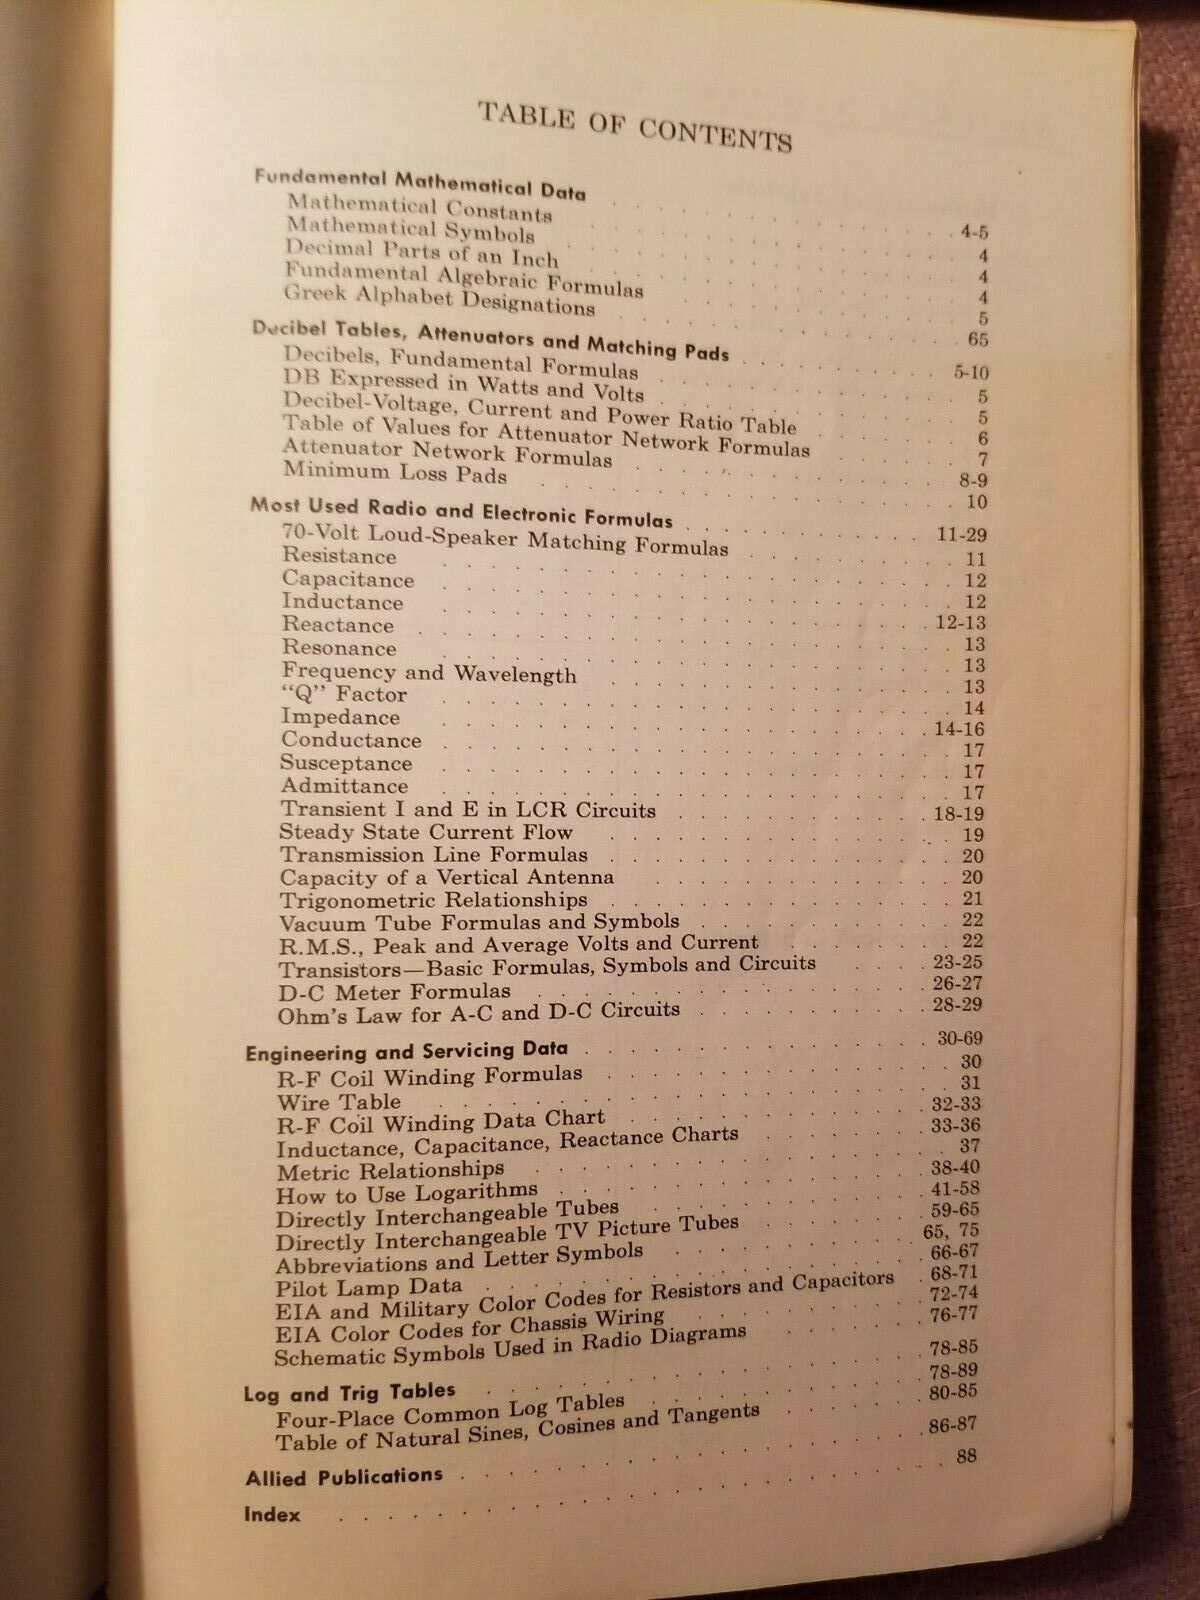 TABLE OF CONTENTS
Fundamental Mathematical Data . . . . . . . . . . 4-5
Mathematical Constants . . . . . . . . . . 4
Mathematical Symbols . . . . . . . . . . 4
Decimal Parts of an Inch . . . . . . . . . . 4
Fundamental Algebraic Formulas . . . . . . . . . . 5
Greek Alphabet Designations . . . . . . . . . . 65
Decibel Tables, Attenuators and Matching Pads . . . . . . . 5-10
Decibels, Fundamental Formulas . . . . . . . . . . 5
DB Expressed in Watts and Volts . . . . . . . . . . 5
Decibel-Voltage, Current and Power Ratio Table . . . . . 6
Table of Values for Attenuator Network Formulas . . . . . 7
Attenuator Network Formulas . . . . . . . . . . 8-9
Minimum Loss Pads . . . . . . . . . . 10
Most Used Radio and Electronic Formulas . . . . . . . . 11-29
70-Volt Loud-Speaker Matching Formulas . . . . . . . 11
Resistance . . . . . . . . . . 12
Capacitance . . . . . . . . . . 12
Inductance . . . . . . . . . . 12-13
Reactance . . . . . . . . . . 13
Resonance . . . . . . . . . . 13
Frequency and Wavelength . . . . . . . . . . 13
"Q" Factor . . . . . . . . . . 14
Impedance . . . . . . . . . . 14-16
Conductance . . . . . . . . . . 17
Susceptance . . . . . . . . . . 17
Admittance . . . . . . . . . . 17
Transient I and E in LCR Circuits . . . . . . . . 18-19
Steady State Current Flow . . . . . . . . . . 19
Transmission Line Formulas . . . . . . . . . . 20
Capacity of a Vertical Antenna . . . . . . . . . 20
Trigonometric Relationships . . . . . . . . . . 21
Vacuum Tube Formulas and Symbols . . . . . . . . 22
R.M.S., Peak and Average Volts and Current . . . . . 22
Transistors—Basic Formulas, Symbols and Circuits . . . . 23-25
D-C Meter Formulas . . . . . . . . . . 26-27
Ohm's Law for A-C and D-C Circuits . . . . . . . 28-29
Engineering and Servicing Data . . . . . . . . . . 30-69
R-F Coil Winding Formulas . . . . . . . . . . 30
Wire Table . . . . . . . . . . 31
R-F Coil Winding Data Chart . . . . . . . . . 32-33
Inductance, Capacitance, Reactance Charts . . . . . . 33-36
Metric Relationships . . . . . . . . . . 37
How to Use Logarithms . . . . . . . . . . 38-40
Directly Interchangeable Tubes . . . . . . . . 41-58
Directly Interchangeable TV Picture Tubes . . . . . 59-65
Abbreviations and Letter Symbols . . . . . . . 65, 75
Pilot Lamp Data . . . . . . . . . . 66-67
EIA and Military Color Codes for Resistors and Capacitors . 68-71
EIA Color Codes for Chassis Wiring . . . . . . . 72-74
Schematic Symbols Used in Radio Diagrams . . . . . 76-77
Log and Trig Tables . . . . . . . . . . 78-85
Four-Place Common Log Tables . . . . . . . . 78-89
Table of Natural Sines, Cosines and Tangents . . . . . 80-85
Allied Publications . . . . . . . . . . 86-87
Index . . . . . . . . . . 88